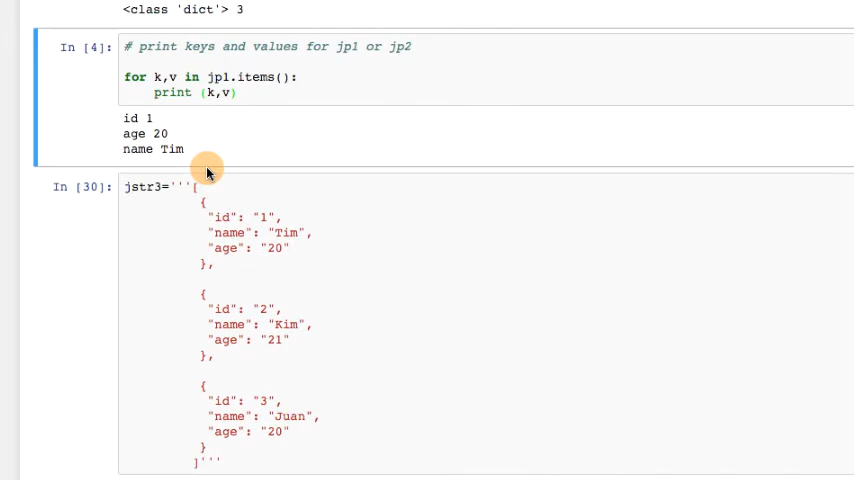 <class 'dict'> 3
In [4]:
# print keys and values for jp1 or jp2
for k,v in jp1.items():
print (k,v)
id 1
age 20
name Tim
In [30]:
jstr3='''[
{
"id": "1",
"name": "Tim",
"age": "20"
},
{
"id": "2",
"name": "Kim",
"age": "21"
},
{
"id": "3",
"name": "Juan",
"age": "20"
}
]'''